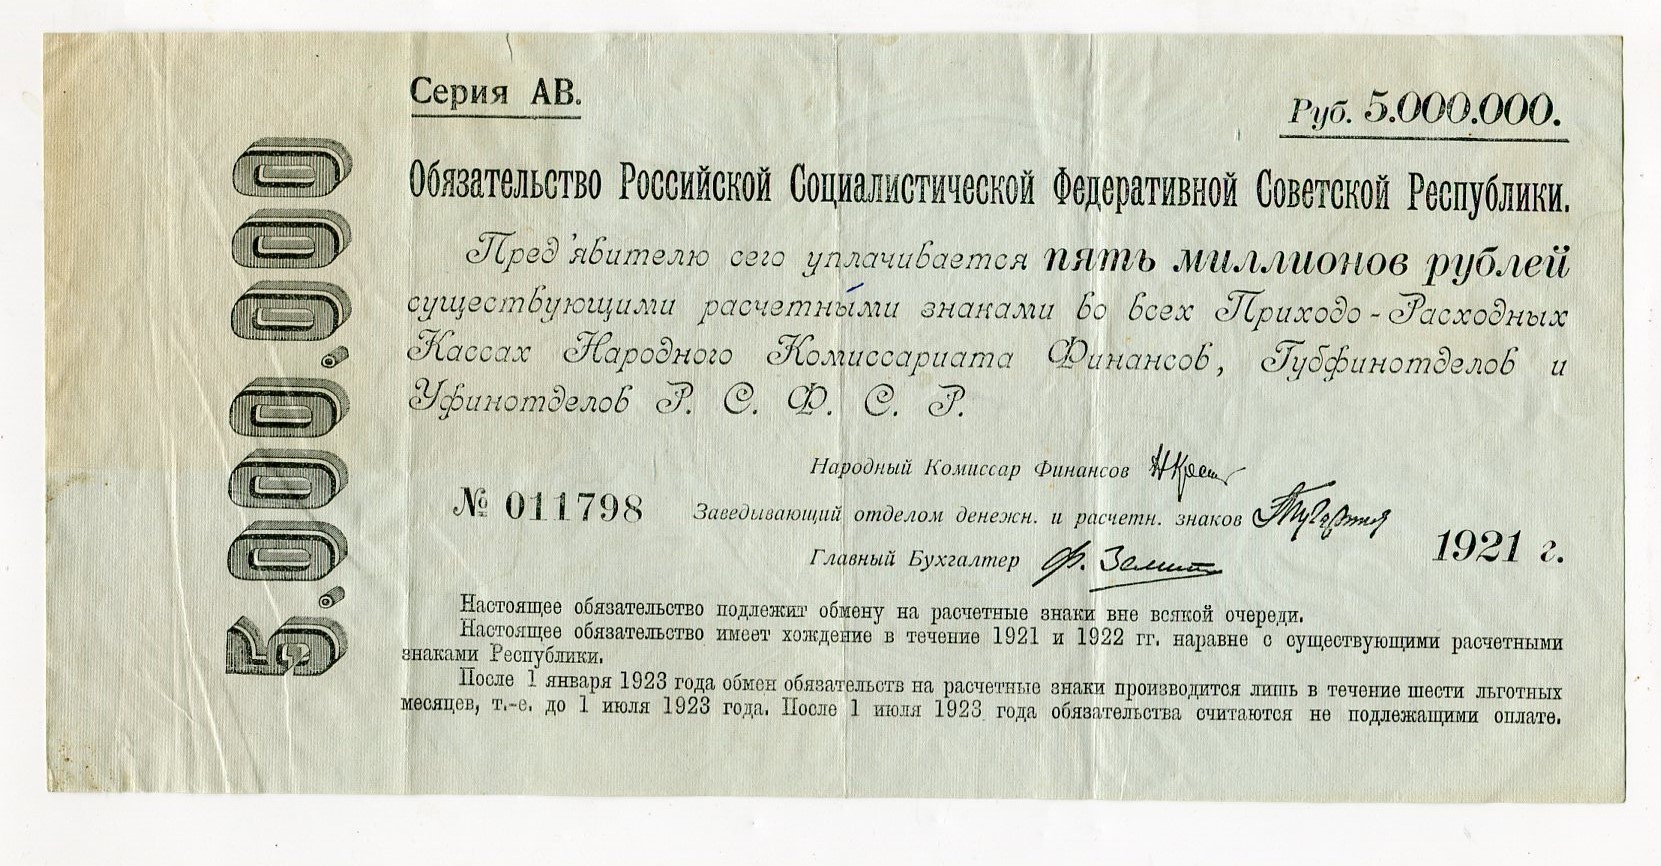 Серия АВ.
Руб. 5.000.000.
5.000.000
Обязательство Российской Социалистической Федеративной Советской Республики.
Пред'явителю сего уплачивается пять миллионов рублей
существующими расчетными знаками во всех Приходо-Расходных
Кассах Народного Комиссариата Финансов, Губфинотделов и
Уфинотделов Р. С. Ф. С. Р.
Народный Комиссар Финансов
№ 011798
Заведывающий отделом денежн. и расчетн. знаков
Главный Бухгалтер
1921 г.
Настоящее обязательство подлежит обмену на расчетные знаки вне всякой очереди.
Настоящее обязательство имеет хождение в течение 1921 и 1922 гг. наравне с существующими расчетными
знаками Республики.
После 1 января 1923 года обмен обязательств на расчетные знаки производится лишь в течение шести льготных
месяцев, т.-е. до 1 июля 1923 года. После 1 июля 1923 года обязательства считаются не подлежащими оплате.